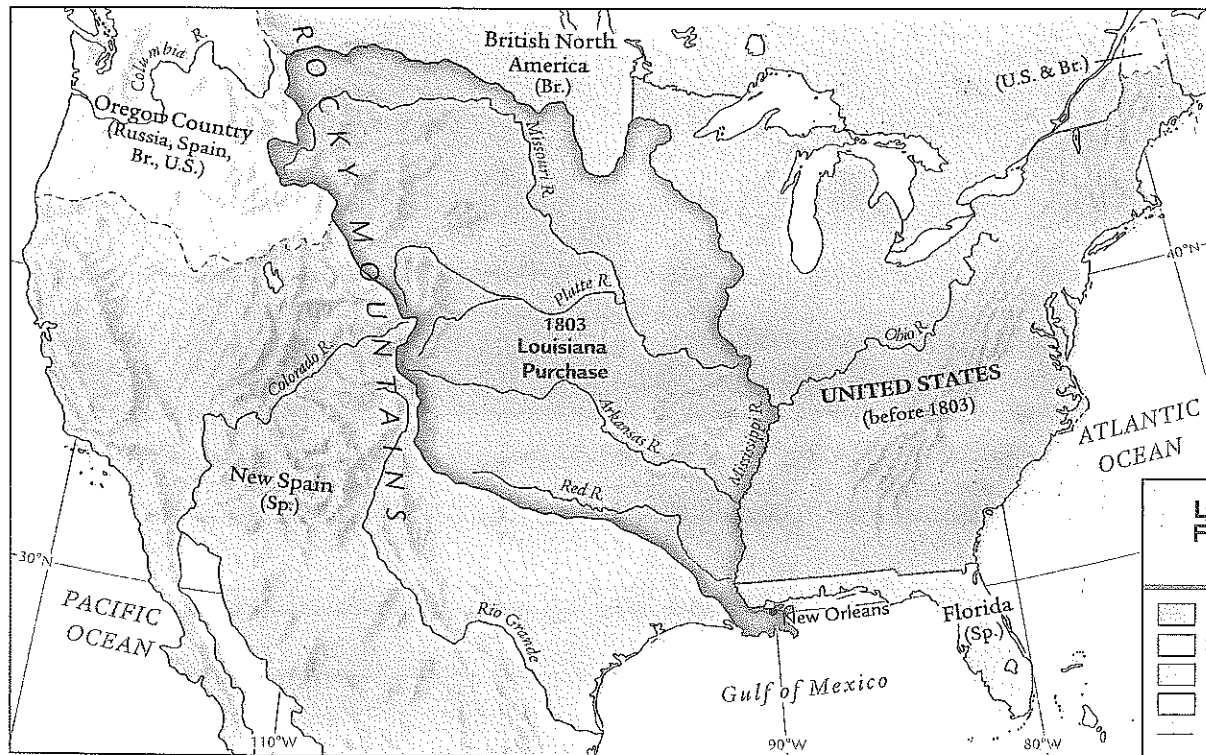 Columbia R.
ROCKY MOUNTAINS
British North
America
(Br.)
(U.S. & Br.)
Oregon Country
(Russia, Spain,
Br., U.S.)
Missouri R.
40°N
Platte R.
1803
Louisiana
Purchase
Ohio R.
Colorado R.
UNITED STATES
(before 1803)
Arkansas R.
Mississippi R.
ATLANTIC
OCEAN
New Spain
(Sp.)
Red R.
L
F
30°N
PACIFIC
OCEAN
Rio Grande
New Orleans
Florida
(Sp.)
Gulf of Mexico
110°W
90°W
80°W